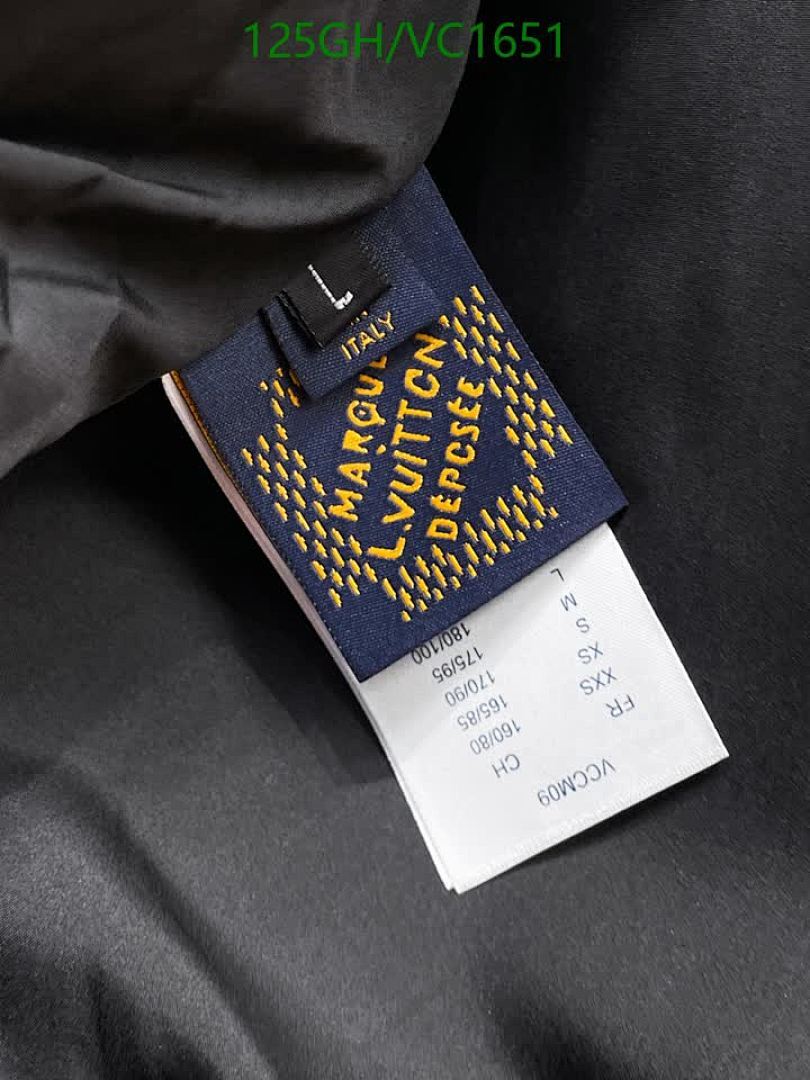 125GH/VC1651
L
ITALY
MARQUE
L.VUITTON
DEPOSÉE
VCCM09
FR CH
XXS 160/80
XS 165/85
S 170/90
M 175/95
L 180/100